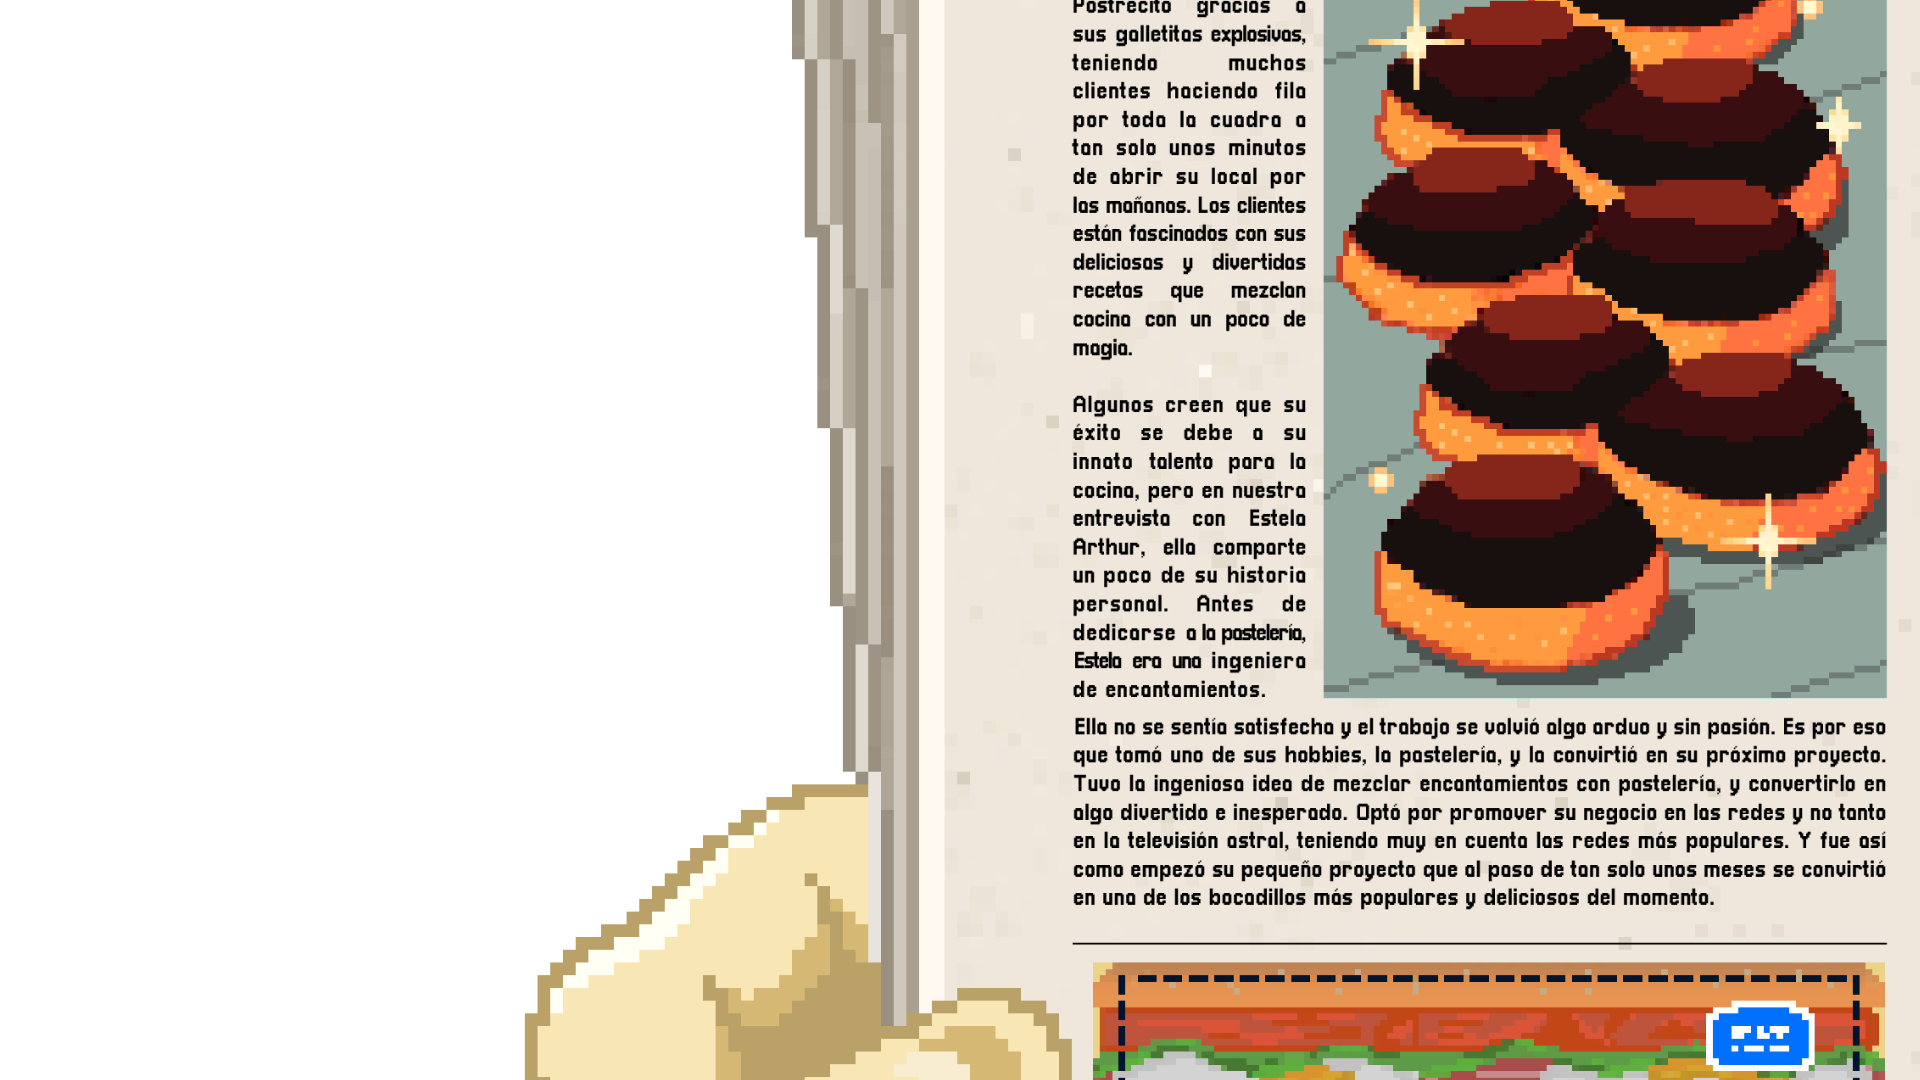 Postrecito gracias a
sus galletitas explosivas,
teniendo muchos
clientes haciendo fila
por toda la cuadra a
tan solo unos minutos
de abrir su local por
las mañanas. Los clientes
están fascinados con sus
deliciosas y divertidas
recetas que mezclan
cocina con un poco de
magia.
Algunos creen que su
éxito se debe a su
innato talento para la
cocina, pero en nuestra
entrevista con Estela
Arthur, ella comparte
un poco de su historia
personal. Antes de
dedicarse a la pastelería,
Estela era una ingeniera
de encantamientos.
Ella no se sentía satisfecha y el trabajo se volvió algo arduo y sin pasión. Es por eso
que tomó uno de sus hobbies, la pastelería, y la convirtió en su próximo proyecto.
Tuvo la ingeniosa idea de mezclar encantamientos con pastelería, y convertirlo en
algo divertido e inesperado. Optó por promover su negocio en las redes y no tanto
en la televisión astral, teniendo muy en cuenta las redes más populares. Y fue así
como empezó su pequeño proyecto que al paso de tan solo unos meses se convirtió
en una de los bocadillos más populares y deliciosos del momento.